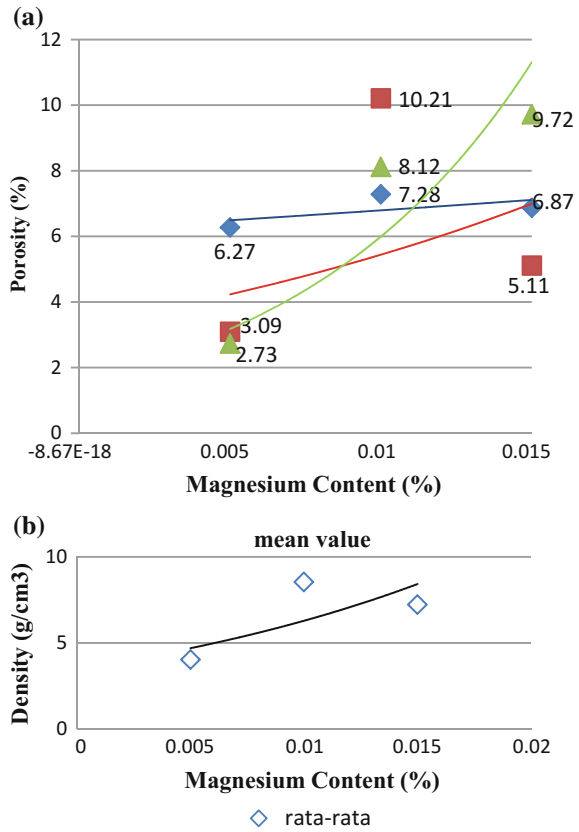 (a)
12
10
8
6
4
2
0
Porosity (%)
10.21
9.72
8.12
7.28
6.87
6.27
5.11
3.09
2.73
-8.67E-18 0.005 0.01 0.015
Magnesium Content (%)
(b)
mean value
10
5
0
Density (g/cm3)
0 0.005 0.01 0.015 0.02
Magnesium Content (%)
rata-rata